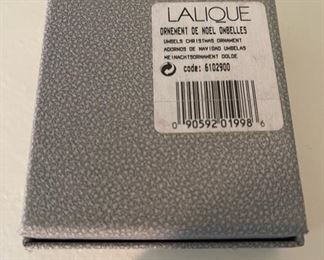 LALIQUE
ORNEMENT DE NOEL OMBELLES
UMBELS CHRISTMAS ORNAMENT
ADORNOS DE NAVIDAD UMBELAS
WEINACHTSORNAMENT DOLDE
code: 6102900
0 90592 01998 6